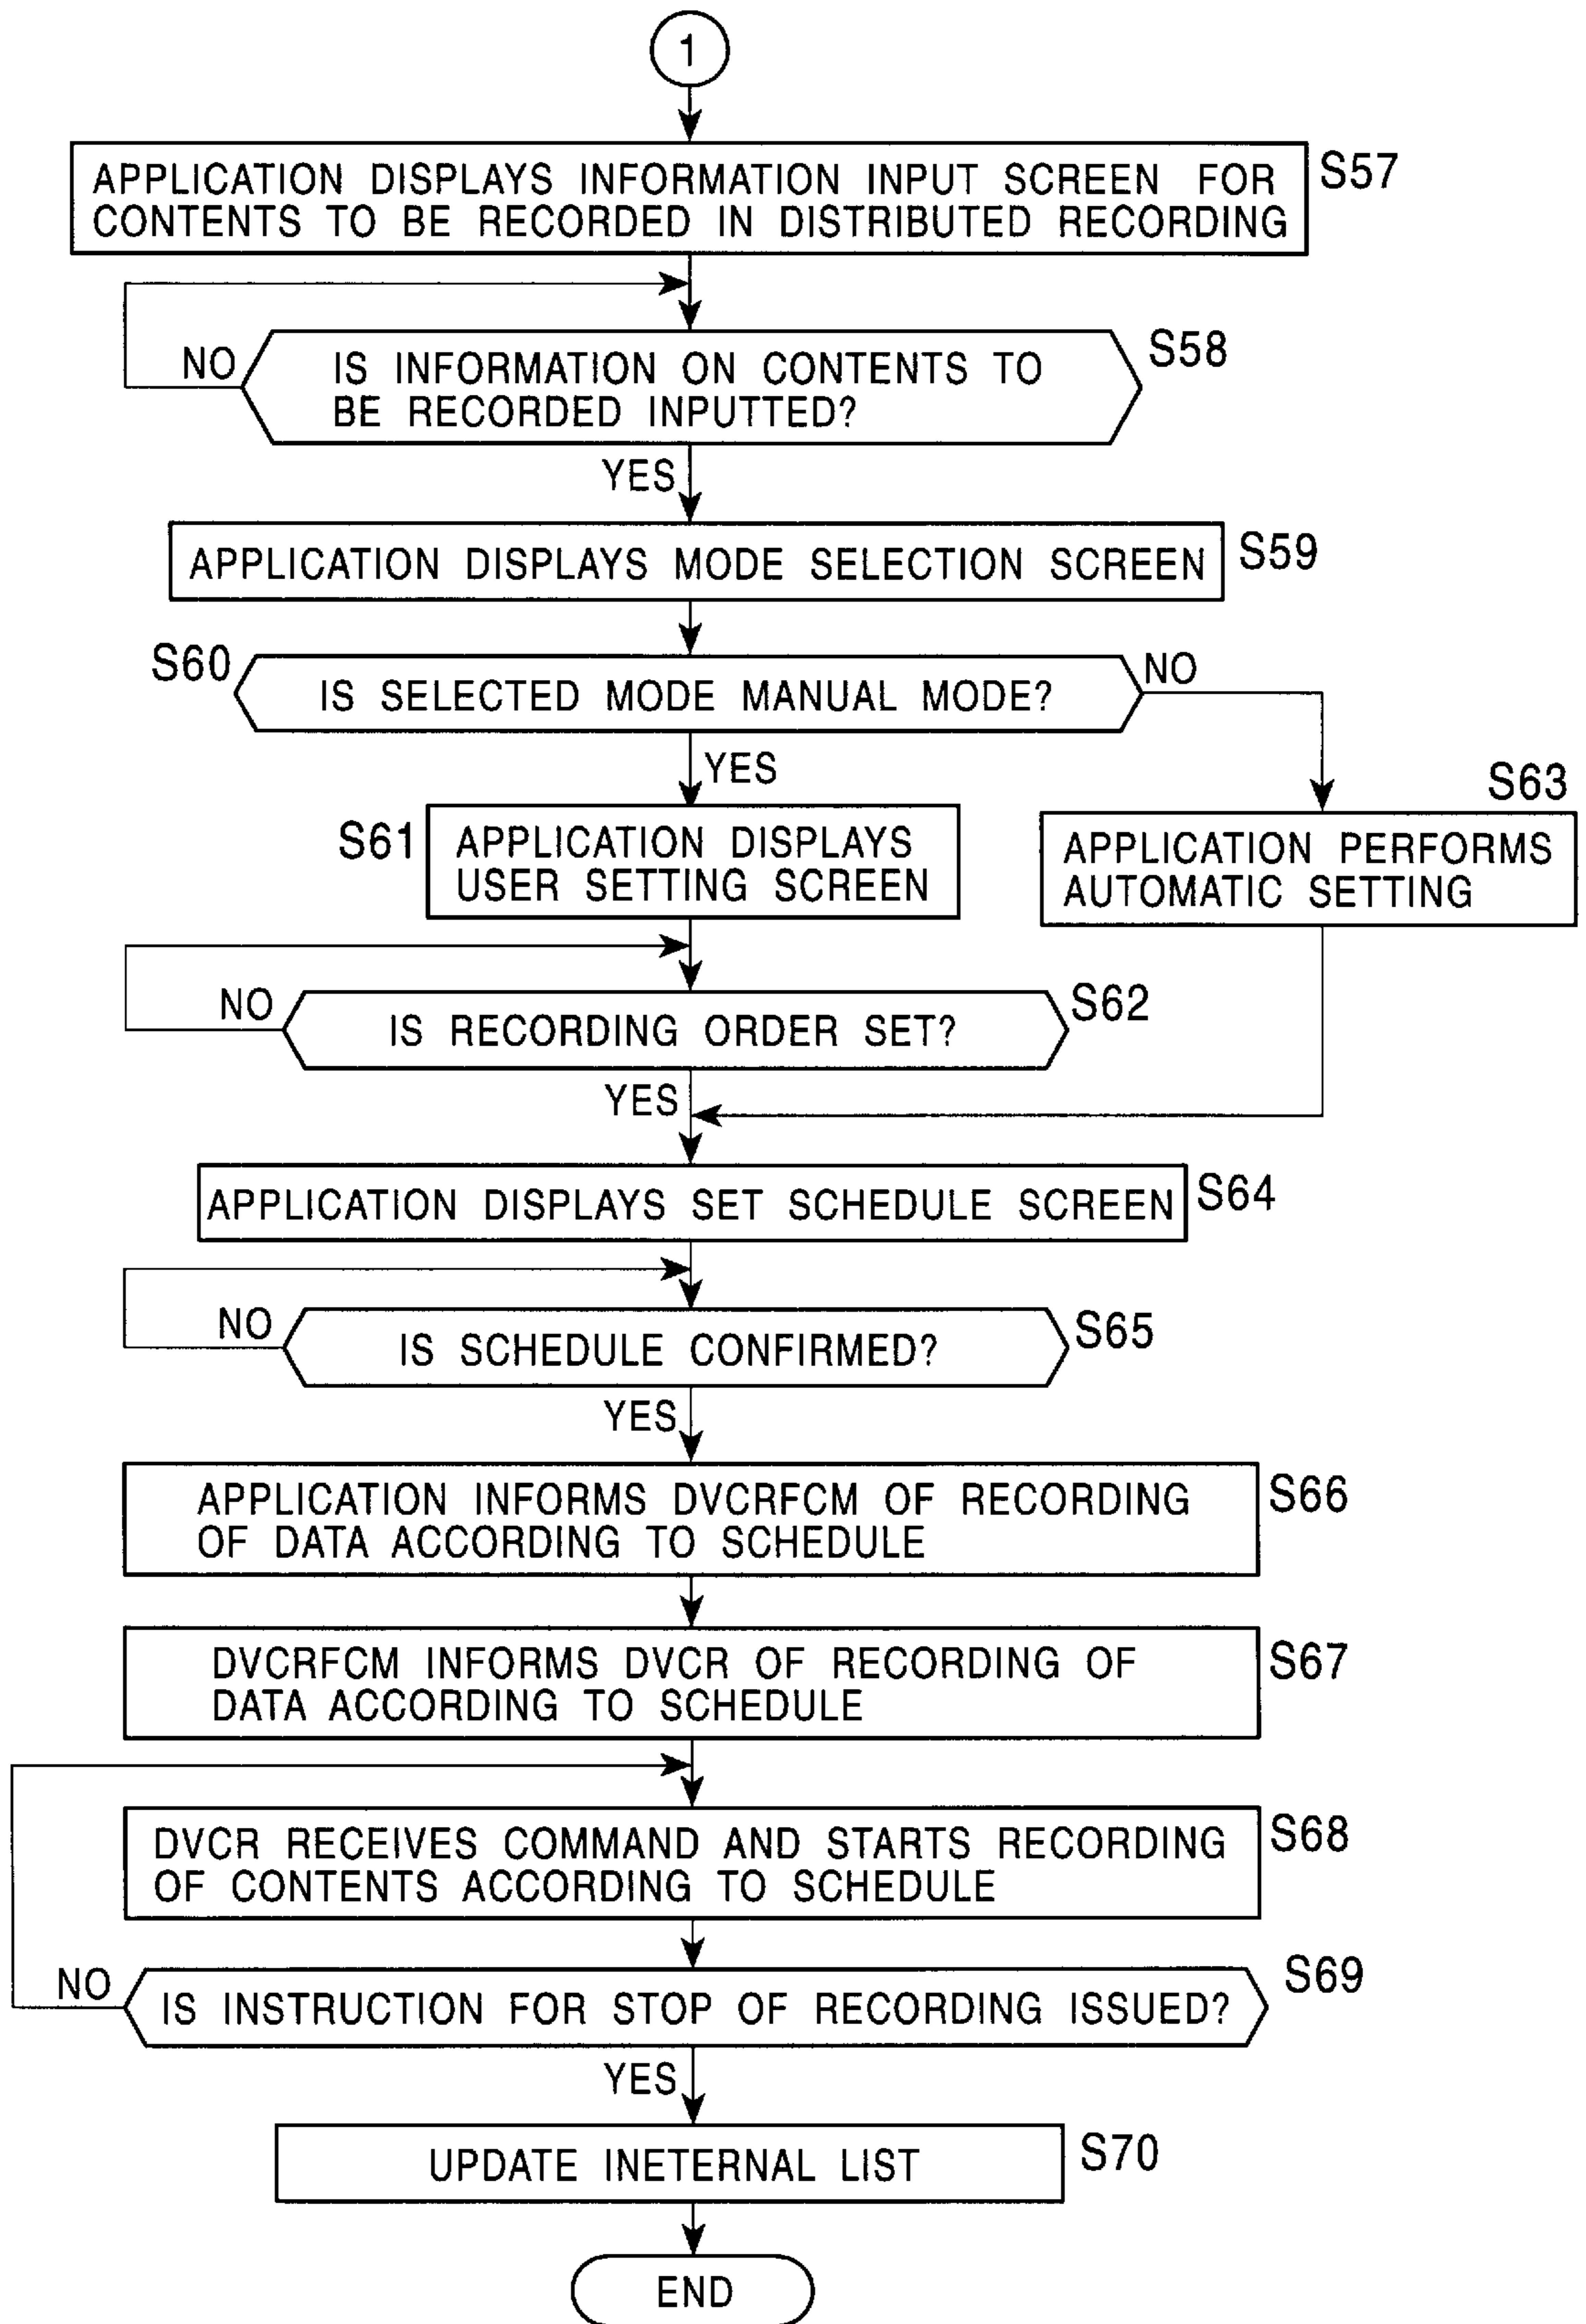 1
APPLICATION DISPLAYS INFORMATION INPUT SCREEN FOR
CONTENTS TO BE RECORDED IN DISTRIBUTED RECORDING
S57
NO
IS INFORMATION ON CONTENTS TO
BE RECORDED INPUTTED?
S58
YES
APPLICATION DISPLAYS MODE SELECTION SCREEN
S59
S60
IS SELECTED MODE MANUAL MODE?
NO
YES
S61
APPLICATION DISPLAYS
USER SETTING SCREEN
S63
APPLICATION PERFORMS
AUTOMATIC SETTING
NO
IS RECORDING ORDER SET?
S62
YES
APPLICATION DISPLAYS SET SCHEDULE SCREEN
S64
NO
IS SCHEDULE CONFIRMED?
S65
YES
APPLICATION INFORMS DVCRFCM OF RECORDING
OF DATA ACCORDING TO SCHEDULE
S66
DVCRFCM INFORMS DVCR OF RECORDING OF
DATA ACCORDING TO SCHEDULE
S67
DVCR RECEIVES COMMAND AND STARTS RECORDING
OF CONTENTS ACCORDING TO SCHEDULE
S68
NO
IS INSTRUCTION FOR STOP OF RECORDING ISSUED?
S69
YES
UPDATE INETERNAL LIST
S70
END